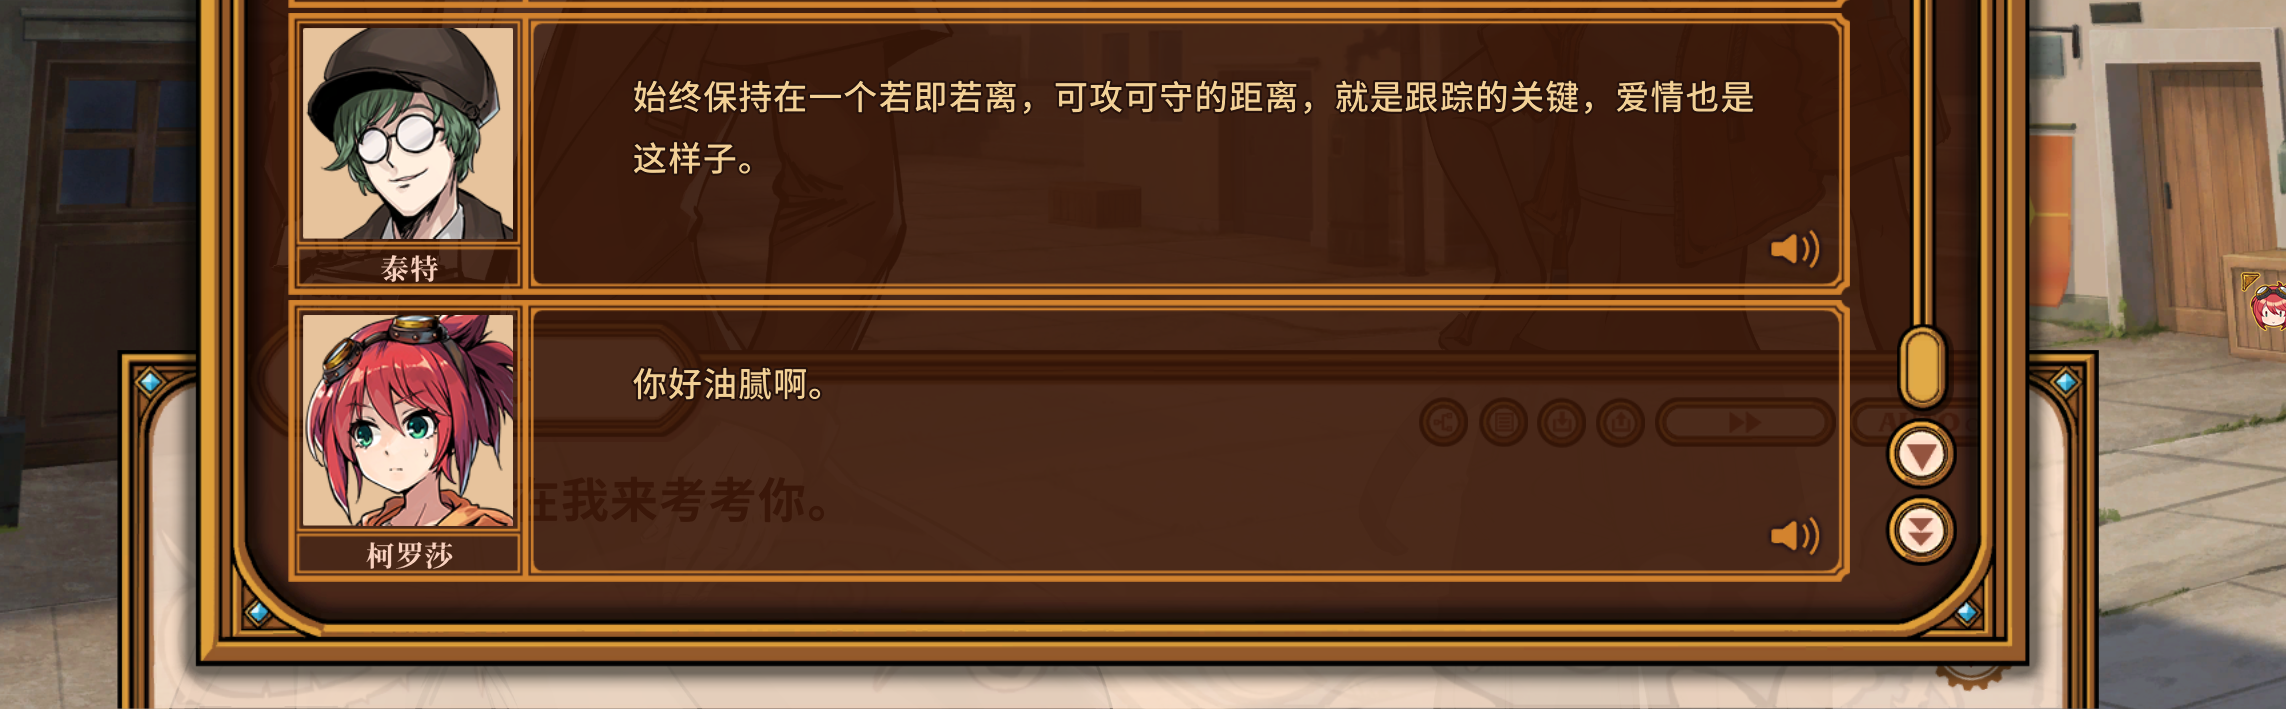 始终保持在一个若即若离，可攻可守的距离，就是跟踪的关键，爱情也是
这样子。
泰特
你好油腻啊。
在我来考考你。
柯罗莎